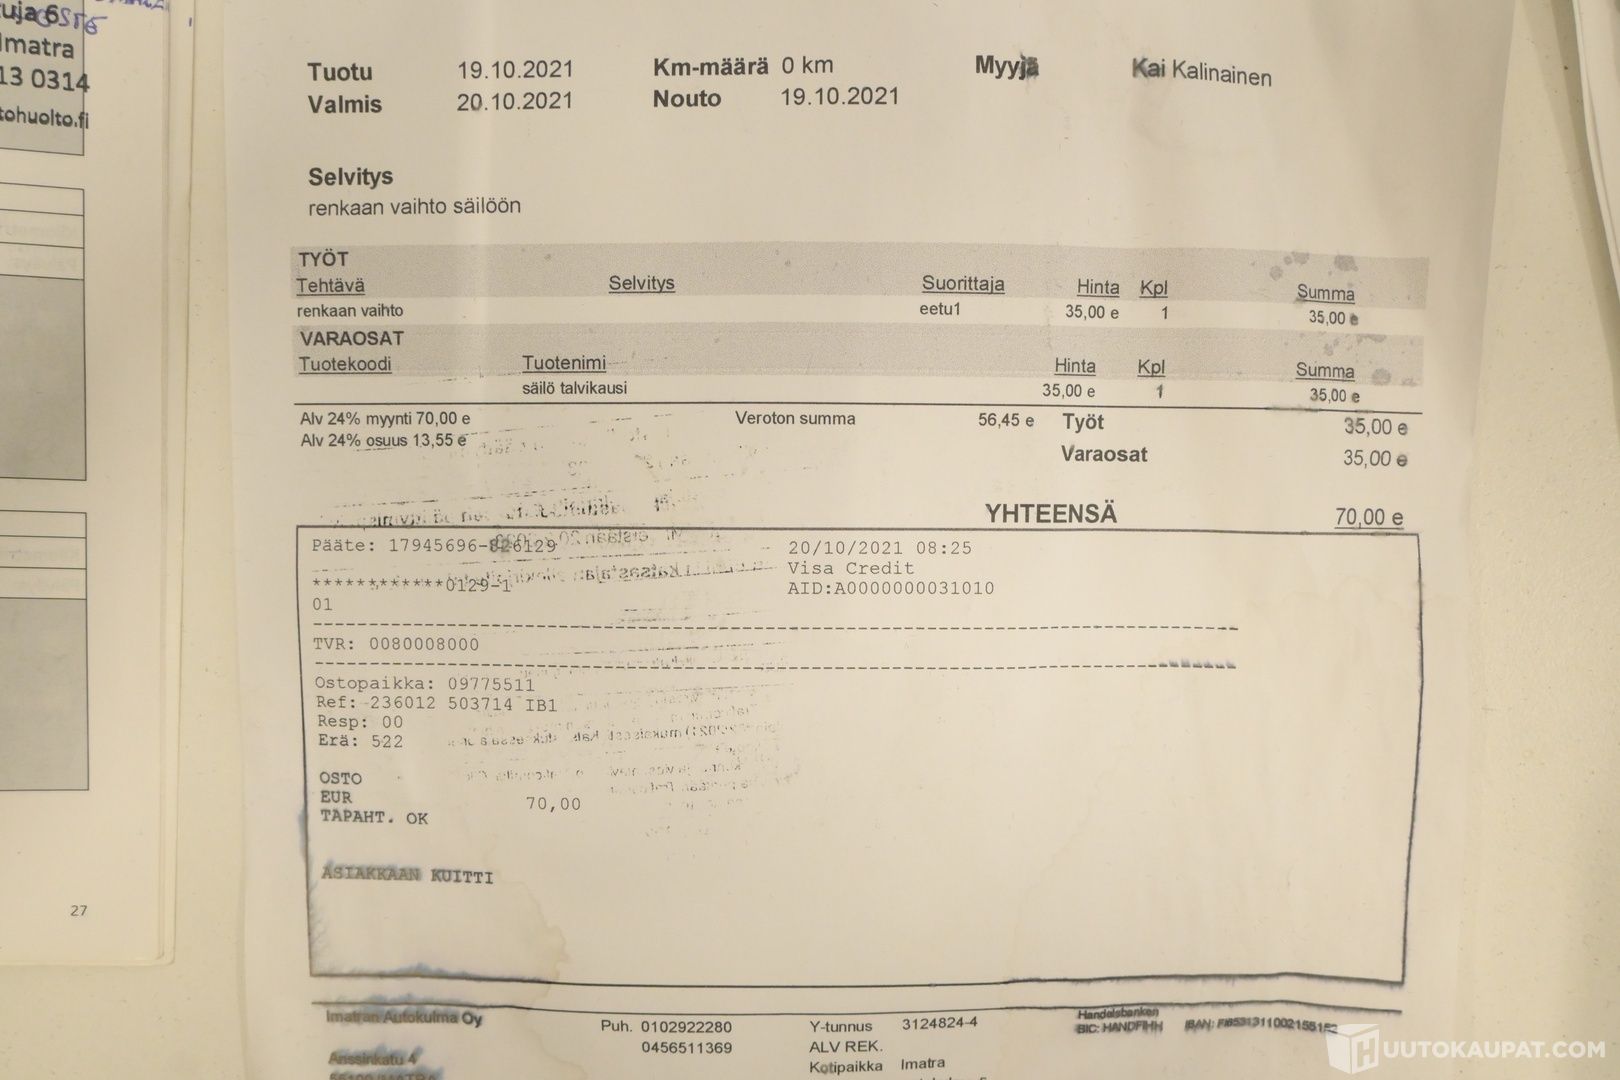 uja 6
Imatra
13 0314
tohuolto.fi
27
Tuotu 19.10.2021 Km-määrä 0 km Myyjä Kai Kalinainen
Valmis 20.10.2021 Nouto 19.10.2021
Selvitys
renkaan vaihto säilöön
TYÖT
Tehtävä Selvitys Suorittaja Hinta Kpl Summa
renkaan vaihto eetu1 35,00 e 1 35,00 e
VARAOSAT
Tuotekoodi Tuotenimi Hinta Kpl Summa
säilö talvikausi 35,00 e 1 35,00 e
Alv 24% myynti 70,00 e Veroton summa 56,45 e Työt 35,00 e
Alv 24% osuus 13,55 e Varaosat 35,00 e
YHTEENSÄ 70,00 e
Pääte: 17945696-826129 20/10/2021 08:25
Visa Credit
************0129-1 AID:A0000000031010
01
TVR: 0080008000
Ostopaikka: 09775511
Ref: 236012 503714 IB1
Resp: 00
Erä: 522
OSTO
EUR 70,00
TAPAHT. OK
ASIAKKAAN KUITTI
Imatran Autokulma Oy Puh. 0102922280 Y-tunnus 3124824-4 Handelsbanken
0456511369 ALV REK. BIC: HANDFIHH IBAN:
Anssinkatu 4 Kotipaikka Imatra
55100 IMATRA
HUUTOKAUPAT.COM